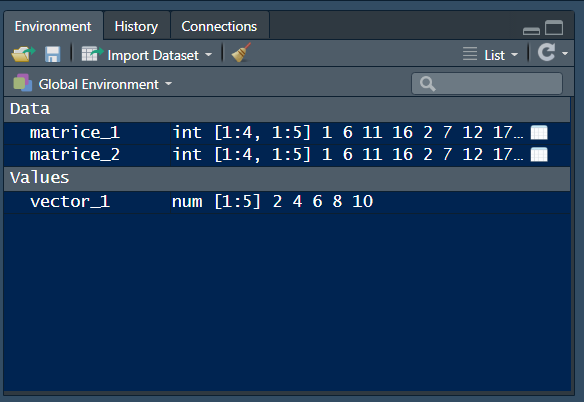 Environment History Connections
Import Dataset List
Global Environment
Data
matrice_1 int [1:4, 1:5] 1 6 11 16 2 7 12 17…
matrice_2 int [1:4, 1:5] 1 6 11 16 2 7 12 17…
Values
vector_1 num [1:5] 2 4 6 8 10